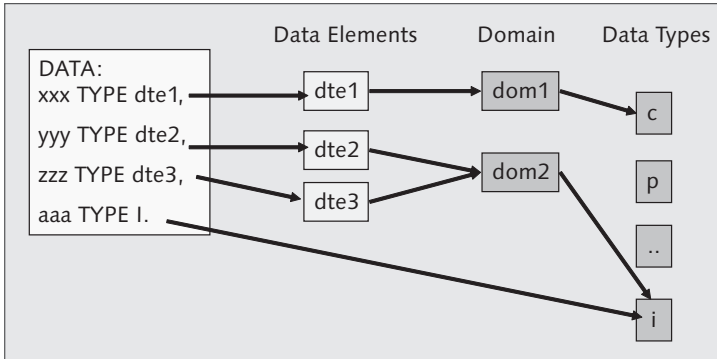 Data Elements Domain Data Types
DATA:
xxx TYPE dte1,
yyy TYPE dte2,
zzz TYPE dte3,
aaa TYPE I.
dte1
dte2
dte3
dom1
dom2
c
p
..
i